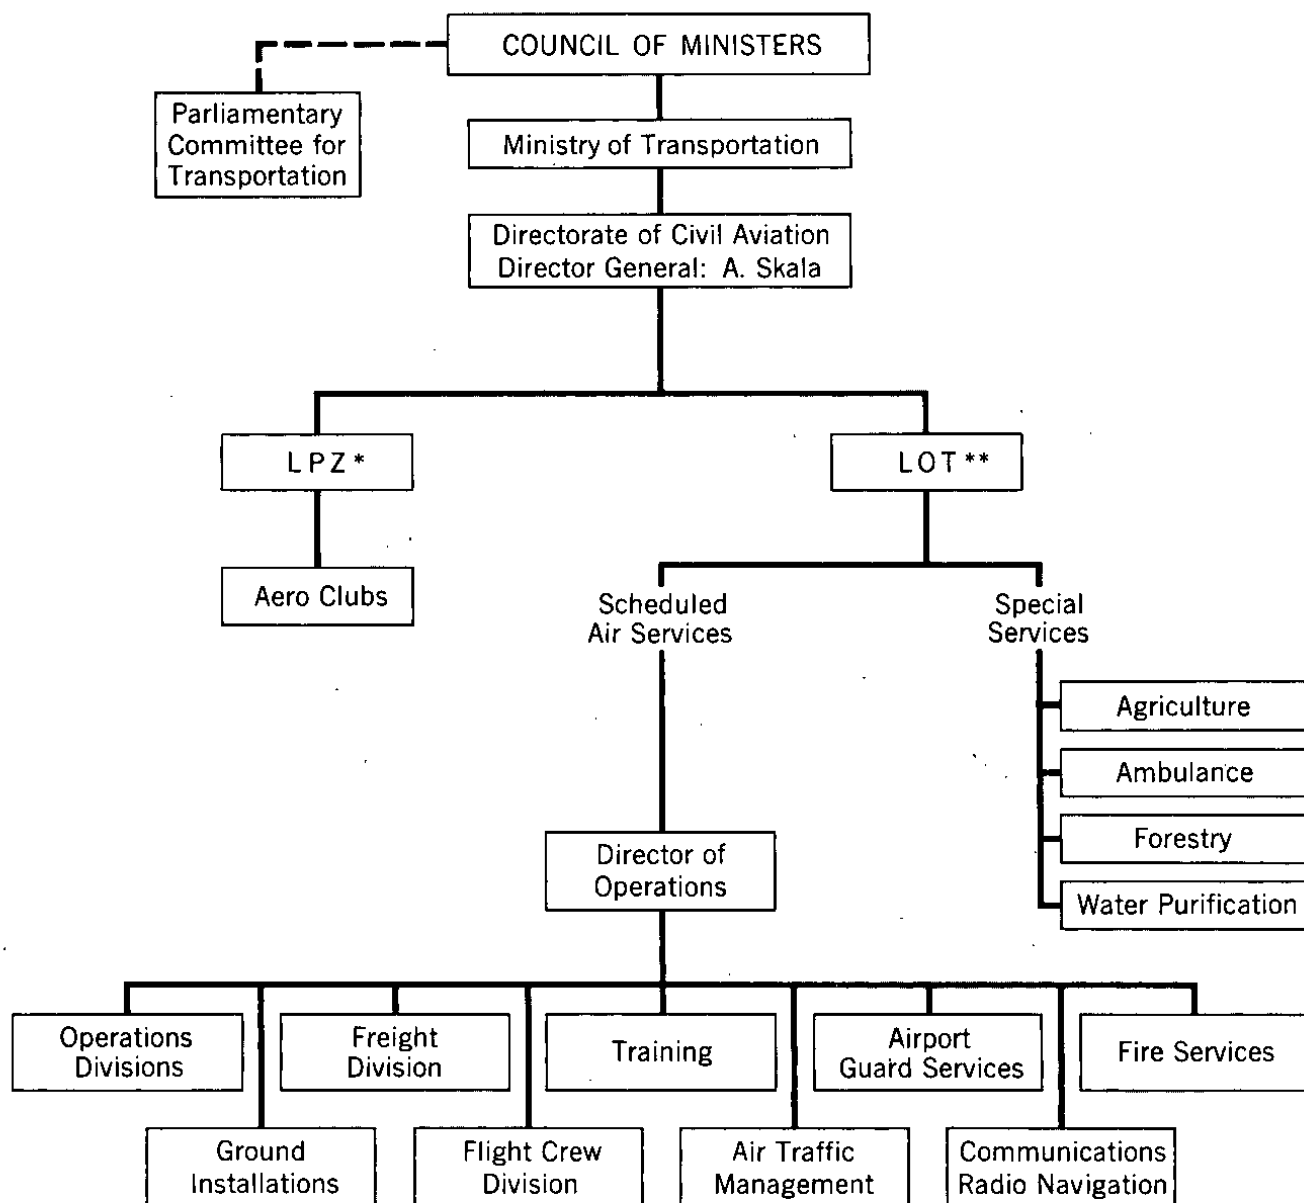 COUNCIL OF MINISTERS
Parliamentary
Committee for
Transportation
Ministry of Transportation
Directorate of Civil Aviation
Director General: A. Skala
LPZ*
LOT**
Aero Clubs
Scheduled
Air Services
Special
Services
Agriculture
Ambulance
Forestry
Water Purification
Director of
Operations
Operations
Divisions
Freight
Division
Training
Airport
Guard Services
Fire Services
Ground
Installations
Flight Crew
Division
Air Traffic
Management
Communications
Radio Navigation